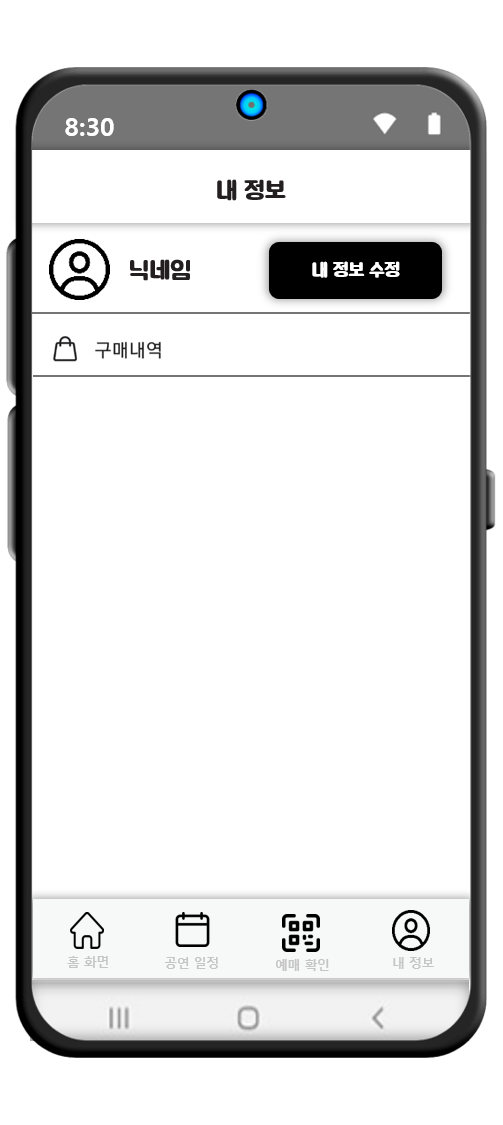 8:30
내 정보
닉네임
내 정보 수정
구매내역
홈 화면
공연 일정
예매 확인
내 정보